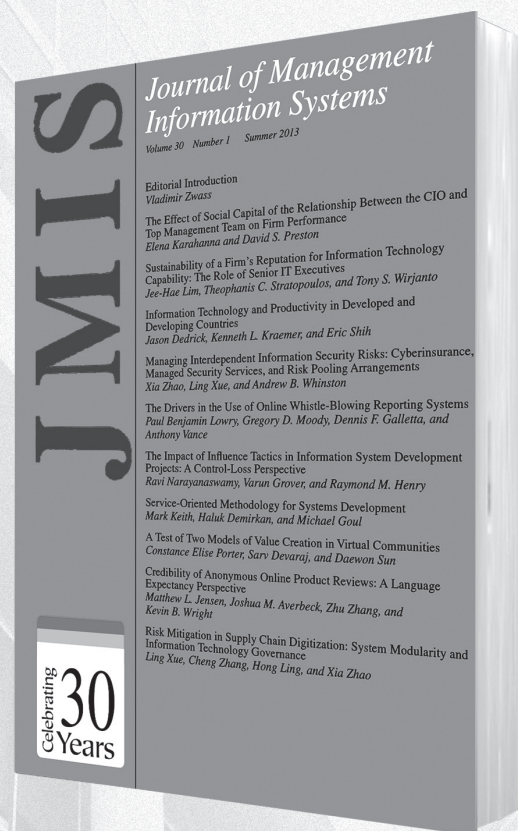 JMIS
Journal of Management
Information Systems
Volume 30 Number 1 Summer 2013
Editorial Introduction
Vladimir Zwass
The Effect of Social Capital of the Relationship Between the CIO and
Top Management Team on Firm Performance
Elena Karahanna and David S. Preston
Sustainability of a Firm's Reputation for Information Technology
Capability: The Role of Senior IT Executives
Jee-Hae Lim, Theophanis C. Stratopoulos, and Tony S. Wirjanto
Information Technology and Productivity in Developed and
Developing Countries
Jason Dedrick, Kenneth L. Kraemer, and Eric Shih
Managing Interdependent Information Security Risks: Cyberinsurance,
Managed Security Services, and Risk Pooling Arrangements
Xia Zhao, Ling Xue, and Andrew B. Whinston
The Drivers in the Use of Online Whistle-Blowing Reporting Systems
Paul Benjamin Lowry, Gregory D. Moody, Dennis F. Galletta, and
Anthony Vance
The Impact of Influence Tactics in Information System Development
Projects: A Control-Loss Perspective
Ravi Narayanaswamy, Varun Grover, and Raymond M. Henry
Service-Oriented Methodology for Systems Development
Mark Keith, Haluk Demirkan, and Michael Goul
A Test of Two Models of Value Creation in Virtual Communities
Constance Elise Porter, Sarv Devaraj, and Daewon Sun
Credibility of Anonymous Online Product Reviews: A Language
Expectancy Perspective
Matthew L. Jensen, Joshua M. Averbeck, Zhu Zhang, and
Kevin B. Wright
Risk Mitigation in Supply Chain Digitization: System Modularity and
Information Technology Governance
Ling Xue, Cheng Zhang, Hong Ling, and Xia Zhao
Celebrating
30
Years